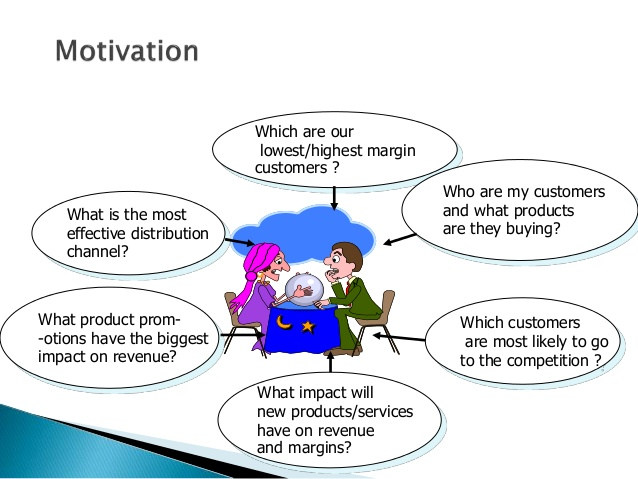 Motivation
Which are our
lowest/highest margin
customers ?
Who are my customers
and what products
are they buying?
What is the most
effective distribution
channel?
What product prom-
-otions have the biggest
impact on revenue?
Which customers
are most likely to go
to the competition ?
What impact will
new products/services
have on revenue
and margins?